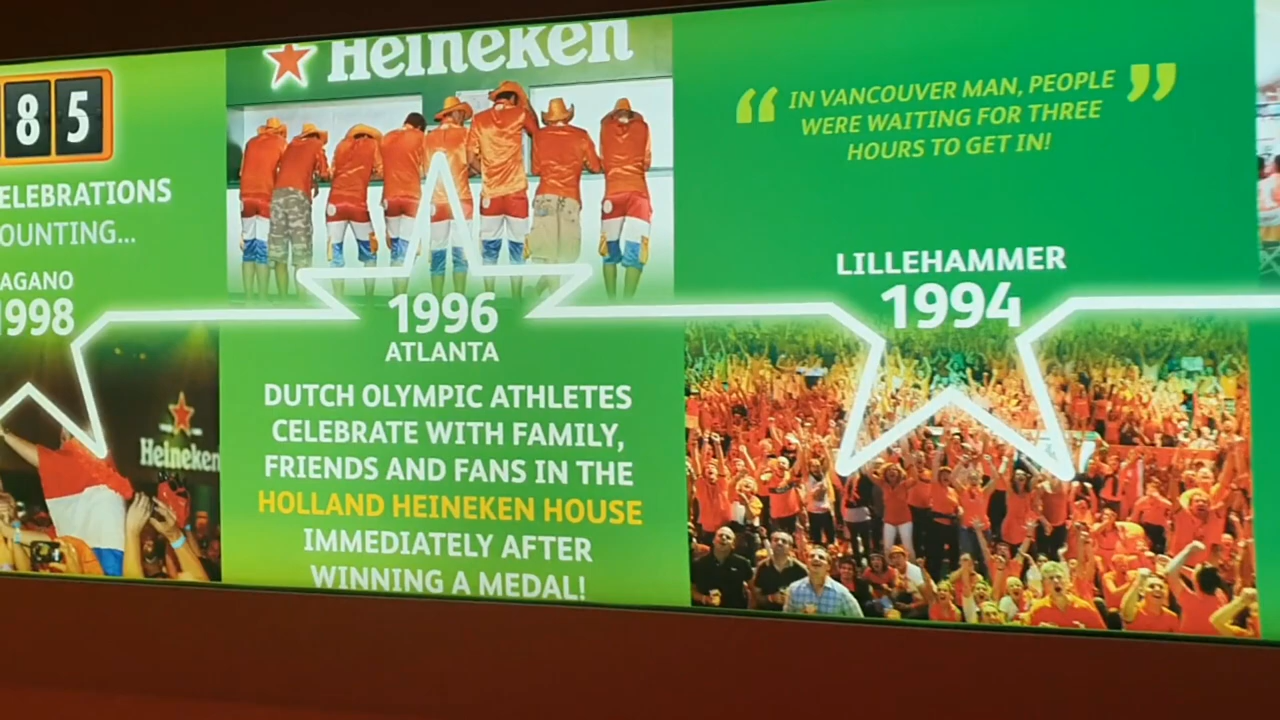 85
ELEBRATIONS
OUNTING...
AGANO
1998
Heineken
Heineken
1996
ATLANTA
DUTCH OLYMPIC ATHLETES
CELEBRATE WITH FAMILY,
FRIENDS AND FANS IN THE
HOLLAND HEINEKEN HOUSE
IMMEDIATELY AFTER
WINNING A MEDAL!
“ IN VANCOUVER MAN, PEOPLE ”
WERE WAITING FOR THREE
HOURS TO GET IN!
LILLEHAMMER
1994